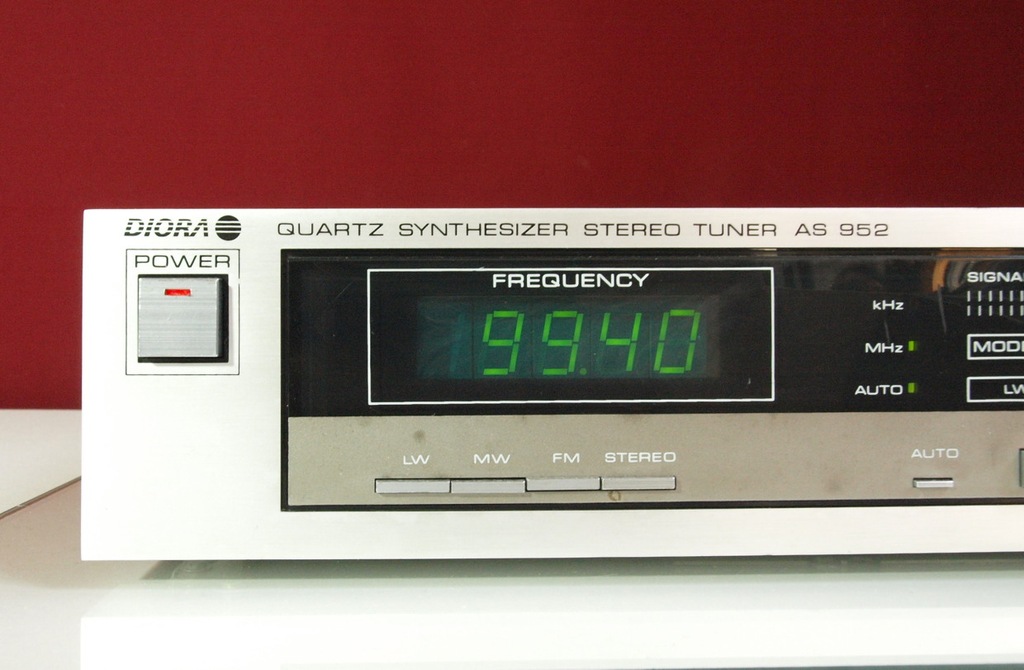 DIORA
QUARTZ SYNTHESIZER STEREO TUNER AS 952
POWER
FREQUENCY
99.40
kHz
MHz
AUTO
LW
MW
FM
STEREO
AUTO